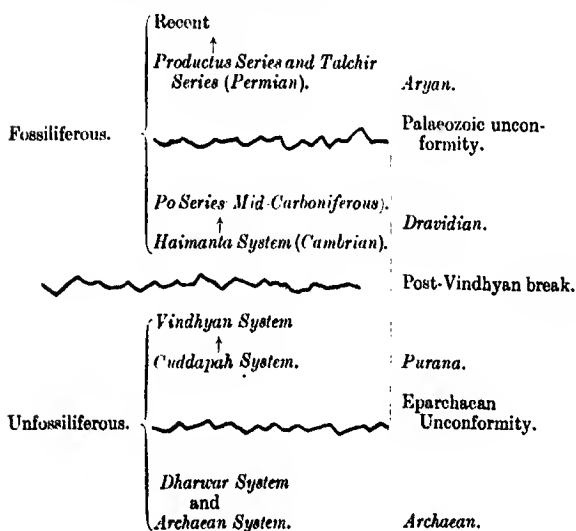 Recent
↑
Productus Series and Talchir
Series (Permian).
Aryan.
Fossiliferous.
Palaeozoic uncon-
formity.
Po Series Mid-Carboniferous).
↑
Haimanta System (Cambrian).
Dravidian.
Post-Vindhyan break.
Vindhyan System
↑
Cuddapah System.
Purana.
Unfossiliferous.
Eparchaean
Unconformity.
Dharwar System
and
Archaean System.
Archaean.